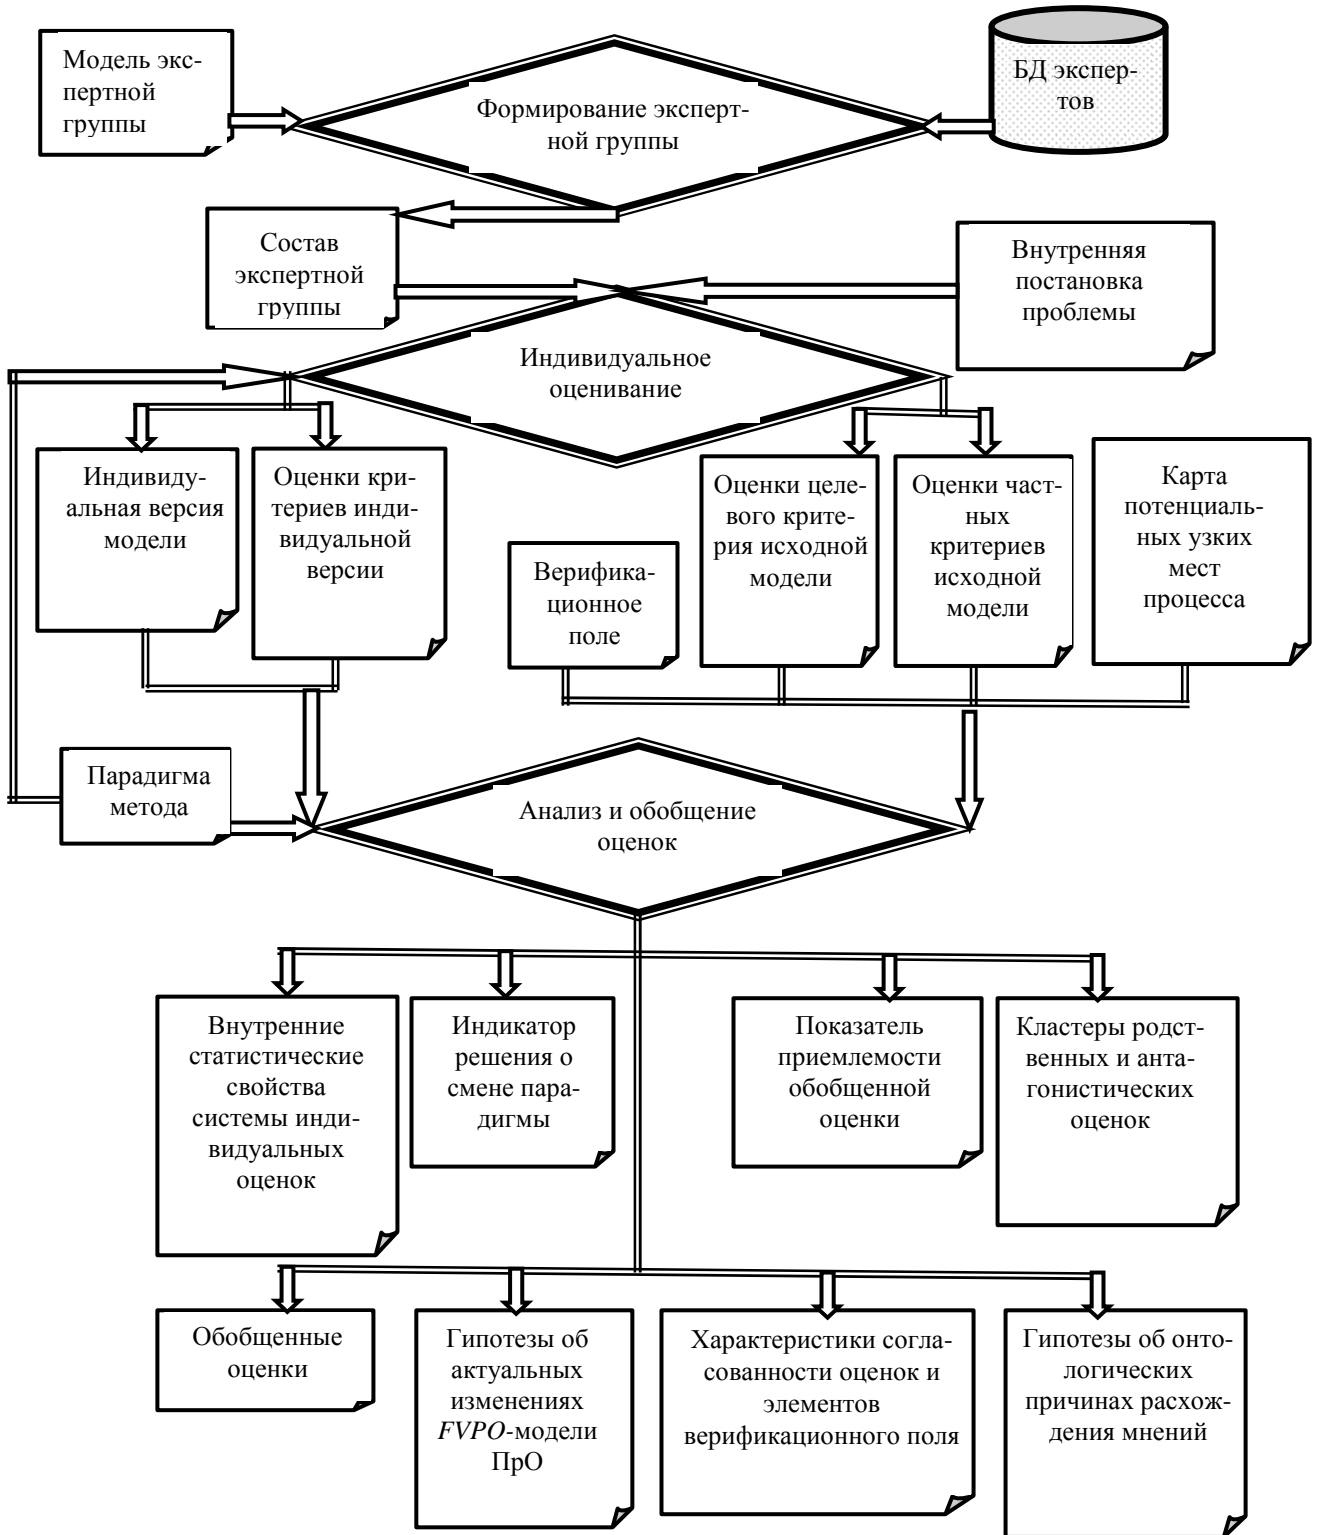 Модель экс-
пертной
группы
Формирование эксперт-
ной группы
БД экспер-
тов
Состав
экспертной
группы
Внутренняя
постановка
проблемы
Индивидуальное
оценивание
Индивиду-
альная версия
модели
Оценки кри-
териев инди-
видуальной
версии
Верифика-
ционное
поле
Оценки целе-
вого крите-
рия исходной
модели
Оценки част-
ных
критериев
исходной
модели
Карта
потенциаль-
ных узких
мест
процесса
Парадигма
метода
Анализ и обобщение
оценок
Внутренние
статистические
свойства
системы инди-
видуальных
оценок
Индикатор
решения о
смене пара-
дигмы
Показатель
приемлемости
обобщенной
оценки
Кластеры родст-
венных и анта-
гонистических
оценок
Обобщенные
оценки
Гипотезы об
актуальных
изменениях
FVPO-модели
ПрО
Характеристики согла-
сованности оценок и
элементов
верификационного поля
Гипотезы об онто-
логических
причинах расхож-
дения мнений